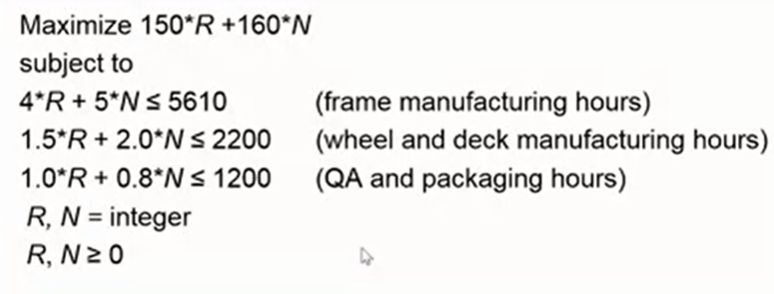 Maximize 150*R +160*N
subject to
4*R + 5*N ≤ 5610 (frame manufacturing hours)
1.5*R + 2.0*N ≤ 2200 (wheel and deck manufacturing hours)
1.0*R + 0.8*N ≤ 1200 (QA and packaging hours)
R, N = integer
R, N ≥ 0